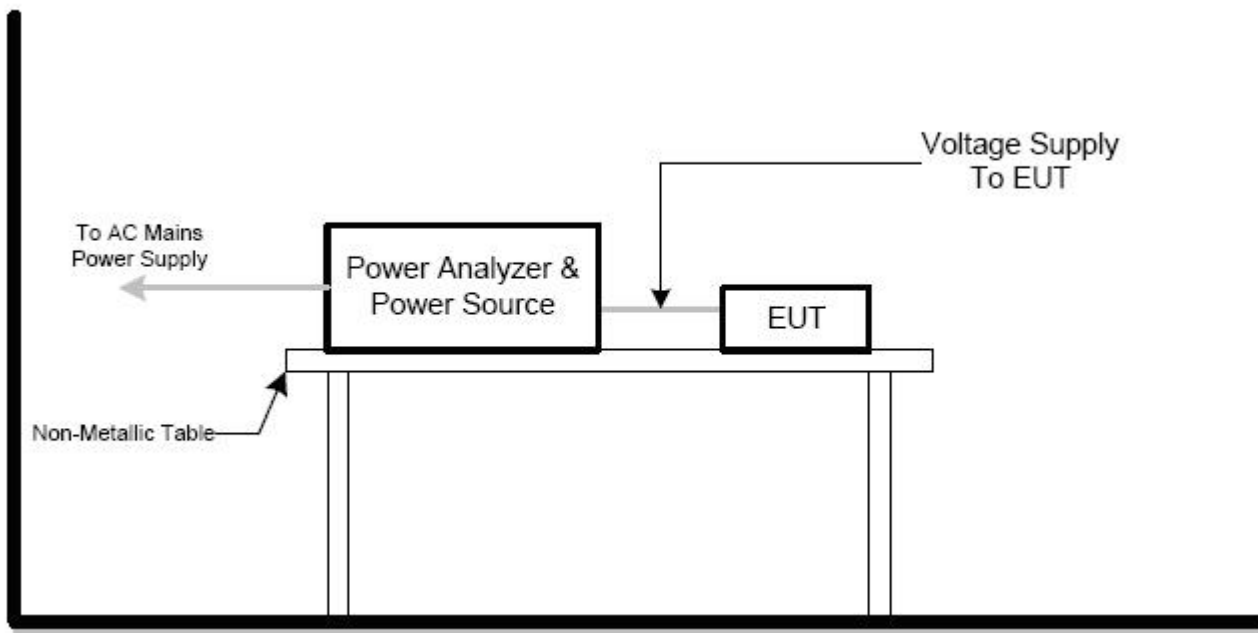 Voltage Supply
To EUT
To AC Mains
Power Supply
Power Analyzer &
Power Source
EUT
Non-Metallic Table